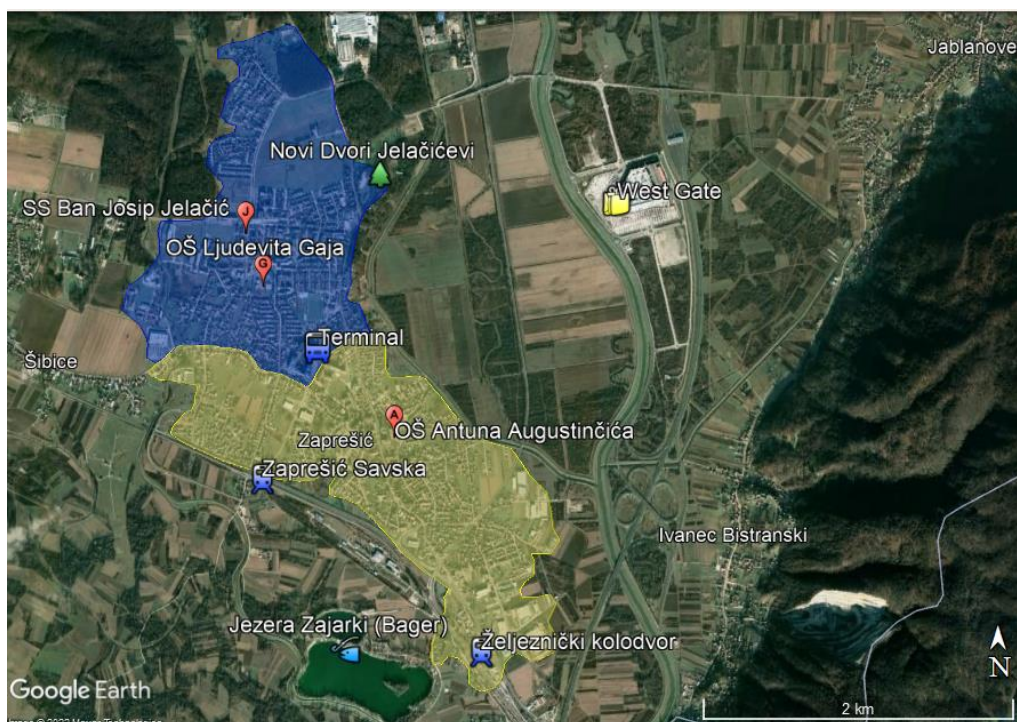 Jablanove
Novi Dvori Jelačićevi
West Gate
SS Ban Josip Jelačić
J
OŠ Ljudevita Gaja
G
Terminal
Šibice
A
OŠ Antuna Augustinčića
Zaprešić
Zaprešić Savska
Ivanec Bistranski
Jezera Zajarki (Bager)
Željeznički kolodvor
N
Google Earth
2 km